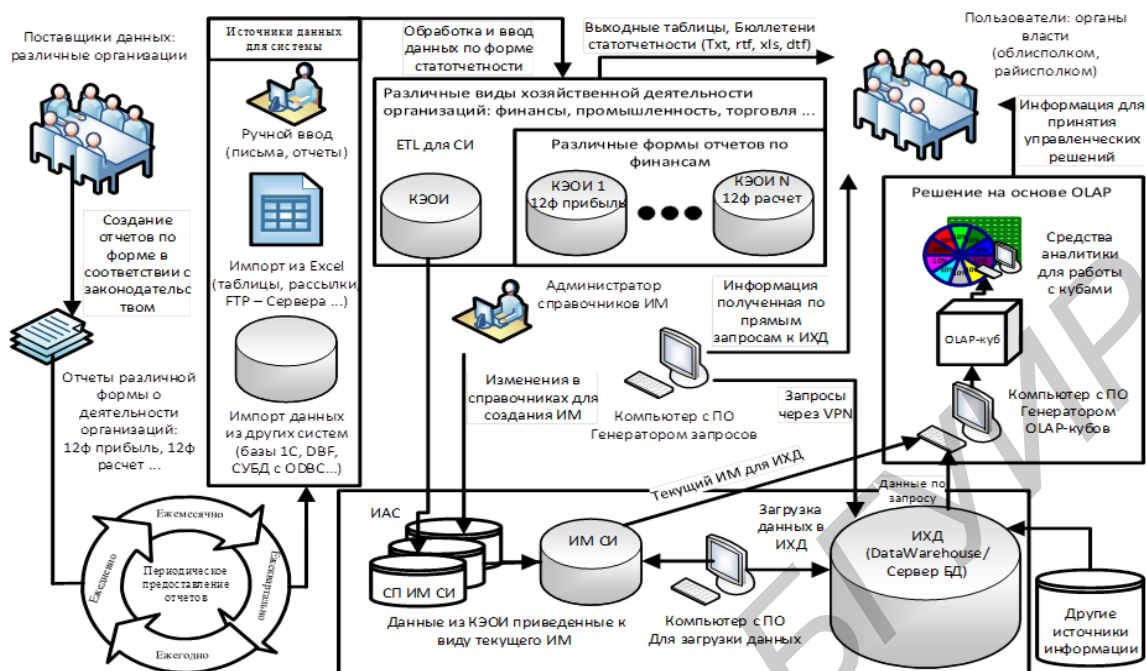 Поставщики данных:
различные организации
Создание
отчетов по
форме в
соответствии с
законодательс
твом
Отчеты различной
формы о
деятельности
организаций:
12ф прибыль, 12ф
расчет ...
Ежемесячно
Ежедневно
Ежеквартально
Ежегодно
Периодическое
предоставление
отчетов
Источники данных
для системы
Ручной ввод
(письма, отчеты)
Импорт из Excel
(таблицы, рассылки,
FTP – Сервера ...)
Импорт данных
из других систем
(базы 1С, DBF,
СУБД с ODBC...)
Обработка и ввод
данных по форме
статотчетности
Выходные таблицы, Бюллетени
статотчетности (Txt, rtf, xls, dtf)
Пользователи: органы
власти
(облисполком,
райисполком)
Различные виды хозяйственной деятельности
организаций: финансы, промышленность, торговля ...
ETL для СИ
КЭОИ
Различные формы отчетов по
финансам
КЭОИ 1
12ф прибыль
КЭОИ N
12ф расчет
Администратор
справочников ИМ
Информация
полученная по
прямым
запросам к ИХД
Информация для
принятия
управленческих
решений
Решение на основе OLAP
10%
Средства
аналитики
для работы
с кубами
OLAP-куб
Компьютер с ПО
Генератором
OLAP-кубов
Изменения в
справочниках для
создания ИМ
Компьютер с ПО
Генератором запросов
Запросы
через VPN
Текущий ИМ для ИХД
Данные по
запросу
ИАС
СП ИМ СИ
ИМ СИ
Данные из КЭОИ приведенные к
виду текущего ИМ
Загрузка
данных в
ИХД
Компьютер с ПО
Для загрузки данных
ИХД
(DataWarehouse/
Сервер БД)
Другие
источники
информации
БГУИР